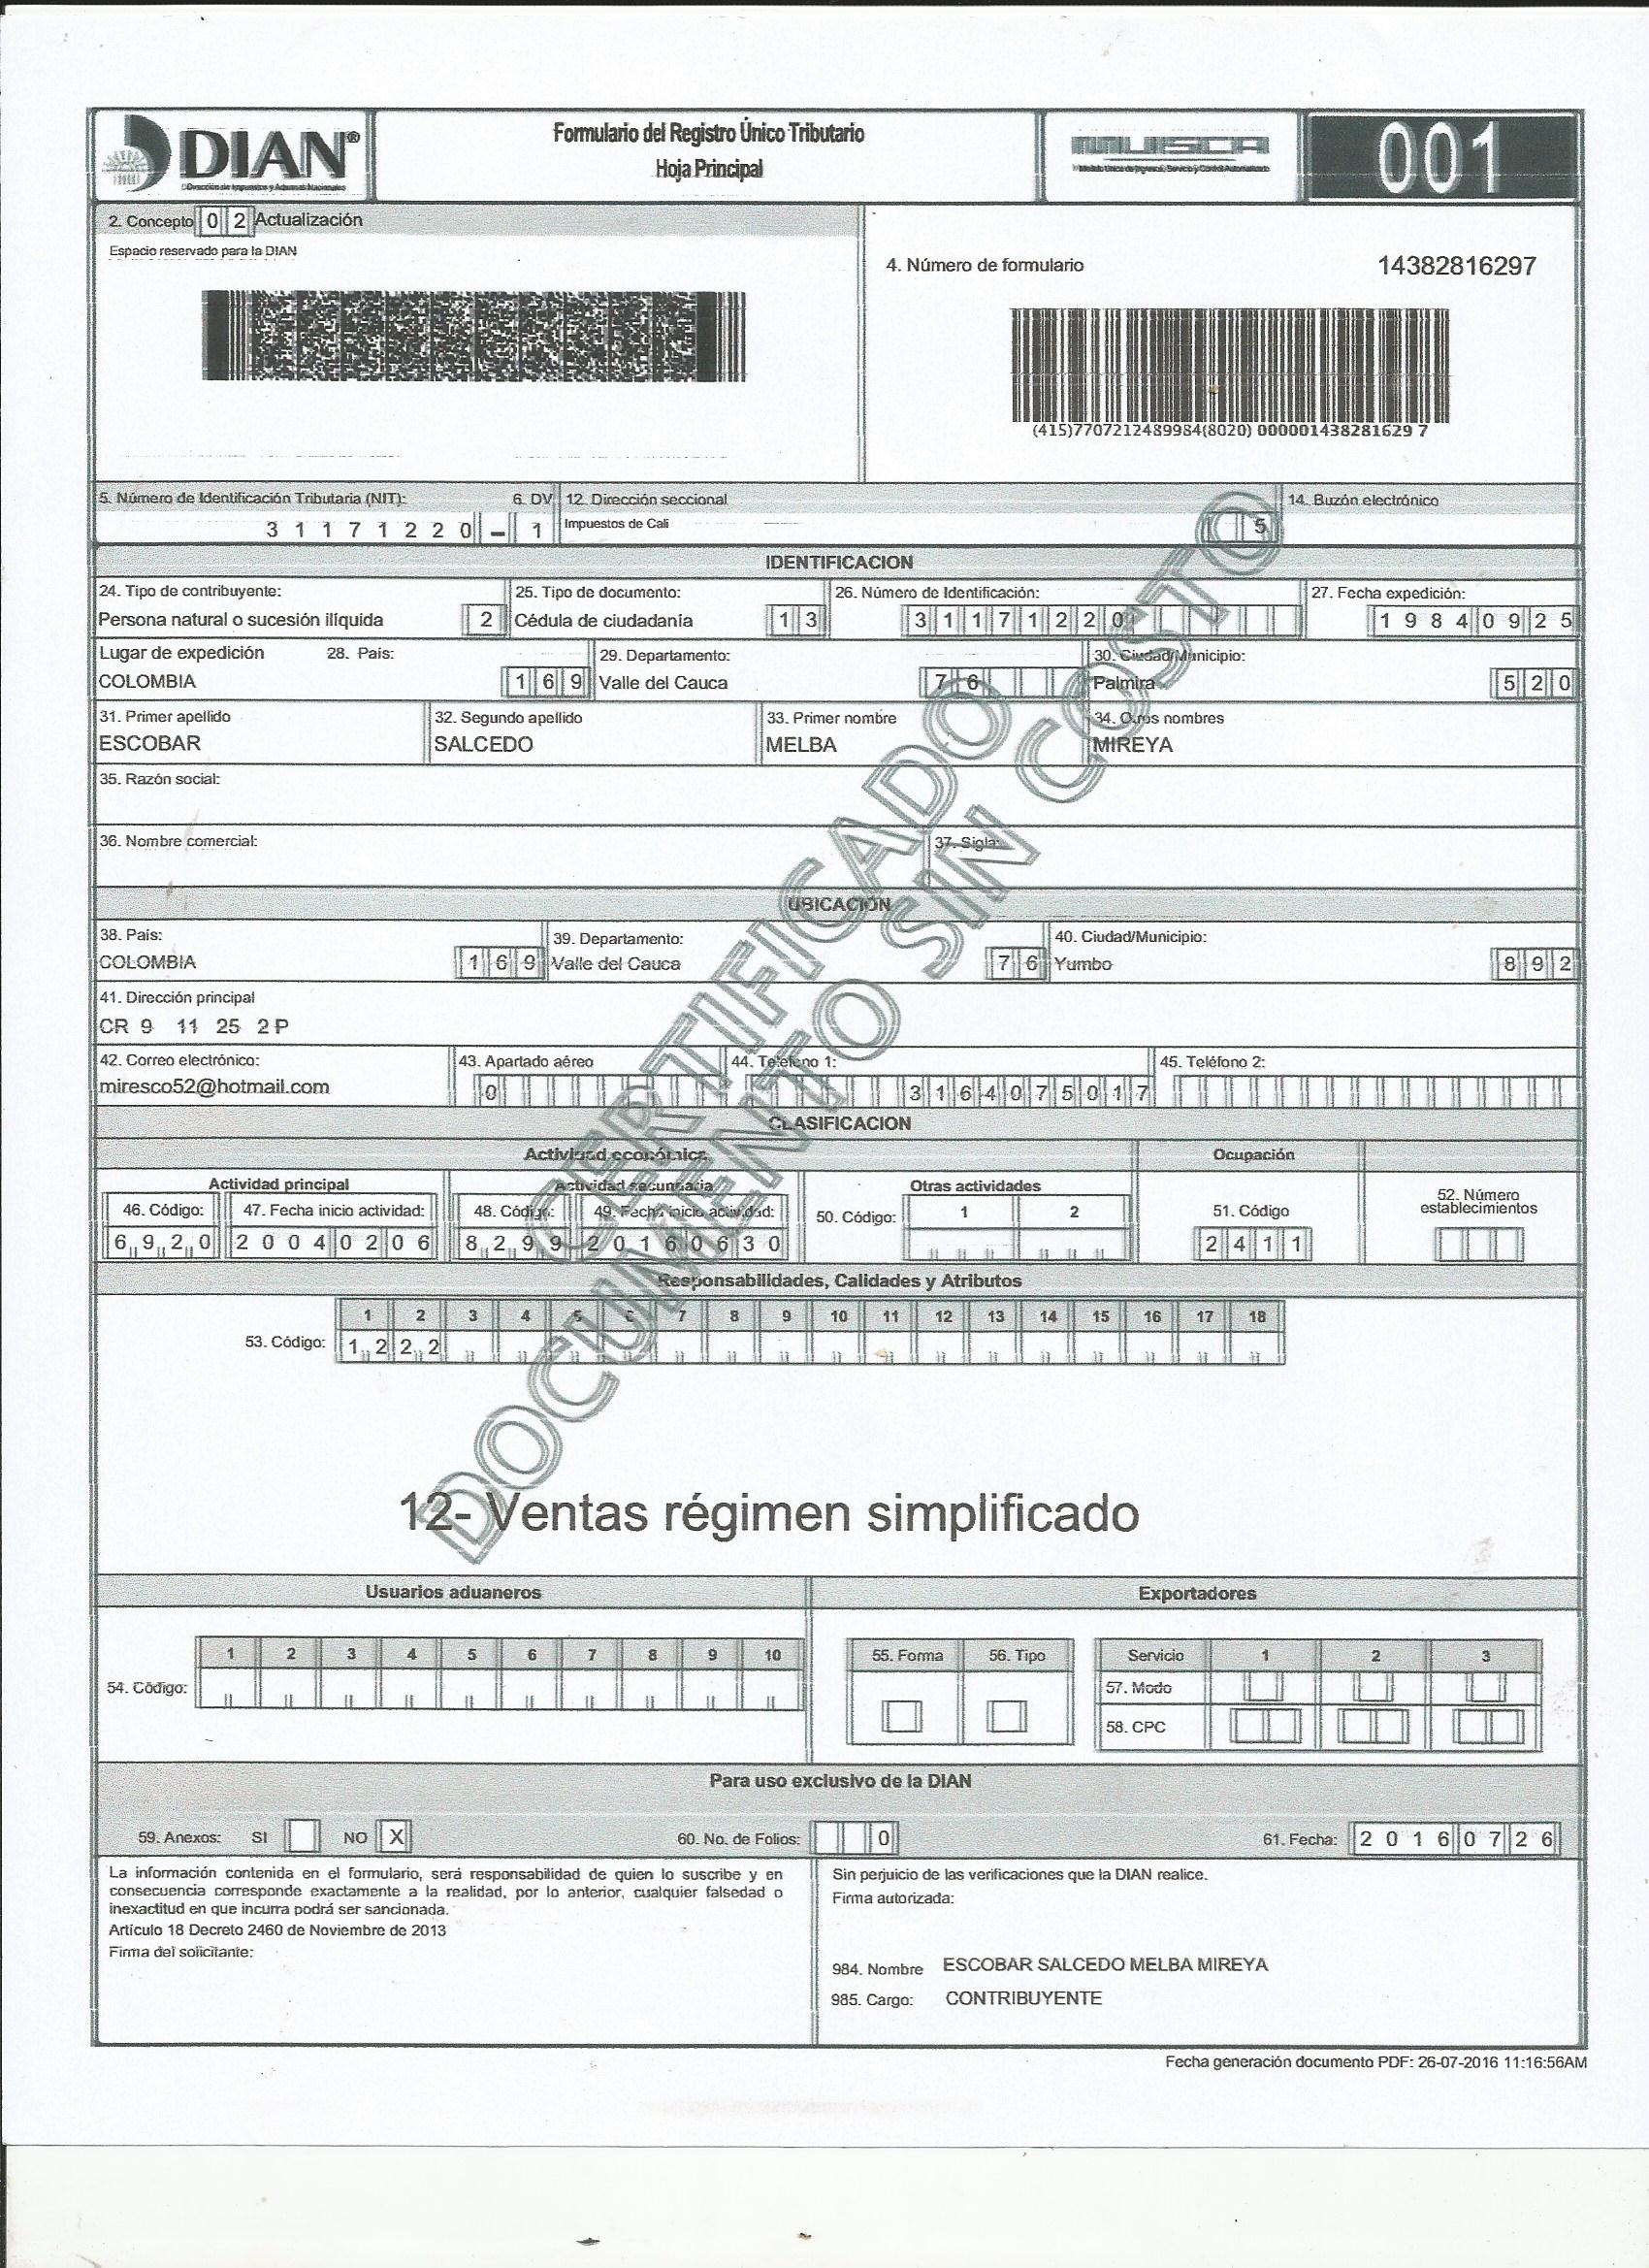 DIAN®
Dirección de Impuestos y Aduanas Nacionales
Formulario del Registro Único Tributario
Hoja Principal
MUISCA
Modelo Único de Ingresos, Servicio y Control Automatizado
001
2. Concepto 0 2 Actualización
Espacio reservado para la DIAN
4. Número de formulario 14382816297
(415)7707212489984(8020) 000001438281629 7
5. Número de Identificación Tributaria (NIT): 6. DV 12. Dirección seccional 14. Buzón electrónico
3 1 1 7 1 2 2 0 - 1 Impuestos de Cali 5
IDENTIFICACION
24. Tipo de contribuyente: 25. Tipo de documento: 26. Número de Identificación: 27. Fecha expedición:
Persona natural o sucesión ilíquida 2 Cédula de ciudadanía 1 3 3 1 1 7 1 2 2 0 1 9 8 4 0 9 2 5
Lugar de expedición 28. País: 29. Departamento: 30. Ciudad/Municipio:
COLOMBIA 1 6 9 Valle del Cauca 7 6 Palmira 5 2 0
31. Primer apellido 32. Segundo apellido 33. Primer nombre 34. Otros nombres
ESCOBAR SALCEDO MELBA MIREYA
35. Razón social:
36. Nombre comercial: 37. Sigla:
UBICACION
38. País: 39. Departamento: 40. Ciudad/Municipio:
COLOMBIA 1 6 9 Valle del Cauca 7 6 Yumbo 8 9 2
41. Dirección principal
CR 9 11 25 2 P
42. Correo electrónico: 43. Apartado aéreo 44. Teléfono 1: 45. Teléfono 2:
miresco52@hotmail.com 0 3 1 6 4 0 7 5 0 1 7
CLASIFICACION
Actividad económica Ocupación
Actividad principal Actividad secundaria Otras actividades 52. Número establecimientos
46. Código: 47. Fecha inicio actividad: 48. Código: 49. Fecha inicio actividad: 50. Código: 1 2 51. Código
6 9 2 0 2 0 0 4 0 2 0 6 8 2 9 9 2 0 1 6 0 6 3 0 2 4 1 1
Responsabilidades, Calidades y Atributos
1 2 3 4 5 6 7 8 9 10 11 12 13 14 15 16 17 18
53. Código: 1 2 2 2
12- Ventas régimen simplificado
CERTIFICADO
DOCUMENTO SIN COSTO
Usuarios aduaneros Exportadores
1 2 3 4 5 6 7 8 9 10 55. Forma 56. Tipo Servicio 1 2 3
54. Código: 57. Modo
58. CPC
Para uso exclusivo de la DIAN
59. Anexos: SI NO X 60. No. de Folios: 0 61. Fecha: 2 0 1 6 0 7 2 6
La información contenida en el formulario, será responsabilidad de quien lo suscribe y en
consecuencia corresponde exactamente a la realidad, por lo anterior, cualquier falsedad o
inexactitud en que incurra podrá ser sancionada.
Artículo 18 Decreto 2460 de Noviembre de 2013
Firma del solicitante:
Sin perjuicio de las verificaciones que la DIAN realice.
Firma autorizada:
984. Nombre ESCOBAR SALCEDO MELBA MIREYA
985. Cargo: CONTRIBUYENTE
Fecha generación documento PDF: 26-07-2016 11:16:56AM